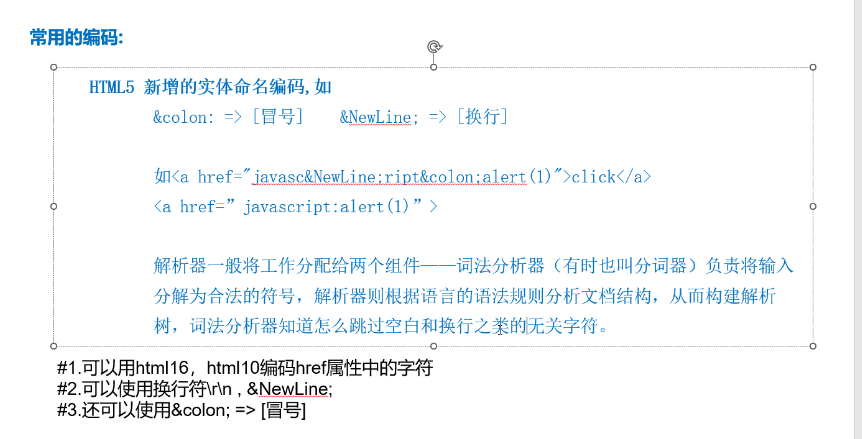 常用的编码:
HTML5 新增的实体命名编码,如
&colon: => [冒号] &NewLine; => [换行]
如<a href="javasc&NewLine;ript&colon;alert(1)">click</a>
<a href=”javascript:alert(1)”>
解析器一般将工作分配给两个组件——词法分析器（有时也叫分词器）负责将输入
分解为合法的符号，解析器则根据语言的语法规则分析文档结构，从而构建解析
树，词法分析器知道怎么跳过空白和换行之类的无关字符。
#1.可以用html16，html10编码href属性中的字符
#2.可以使用换行符\r\n , &NewLine;
#3.还可以使用&colon; => [冒号]